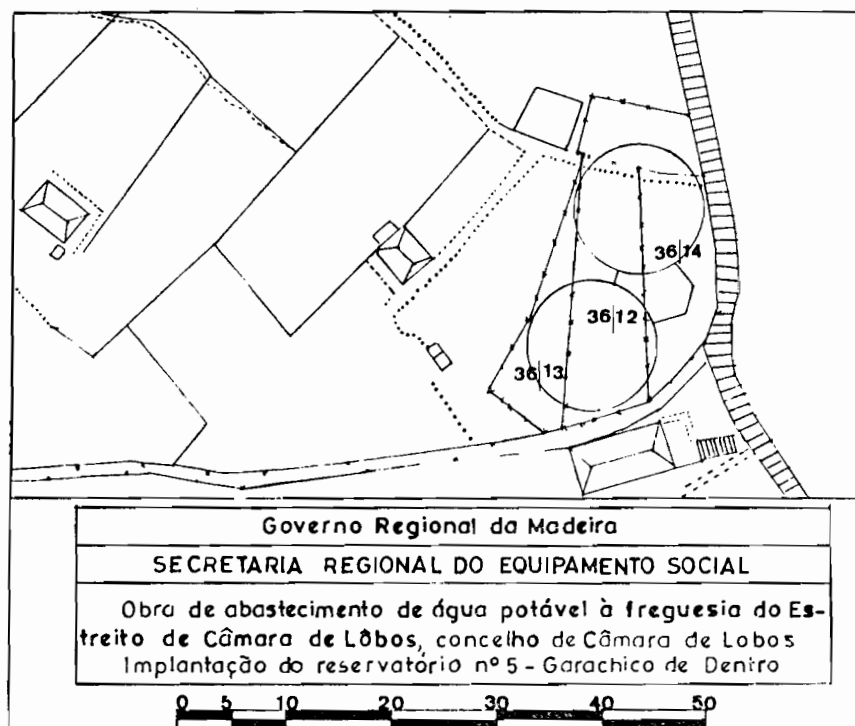 36|14
36|12
36|13
Governo Regional da Madeira
SECRETARIA REGIONAL DO EQUIPAMENTO SOCIAL
Obra de abastecimento de água potável à freguesia do Es-
treito de Câmara de Lobos, concelho de Câmara de Lobos
Implantação do reservatório nº 5 - Garachico de Dentro
0 5 10 20 30 40 50